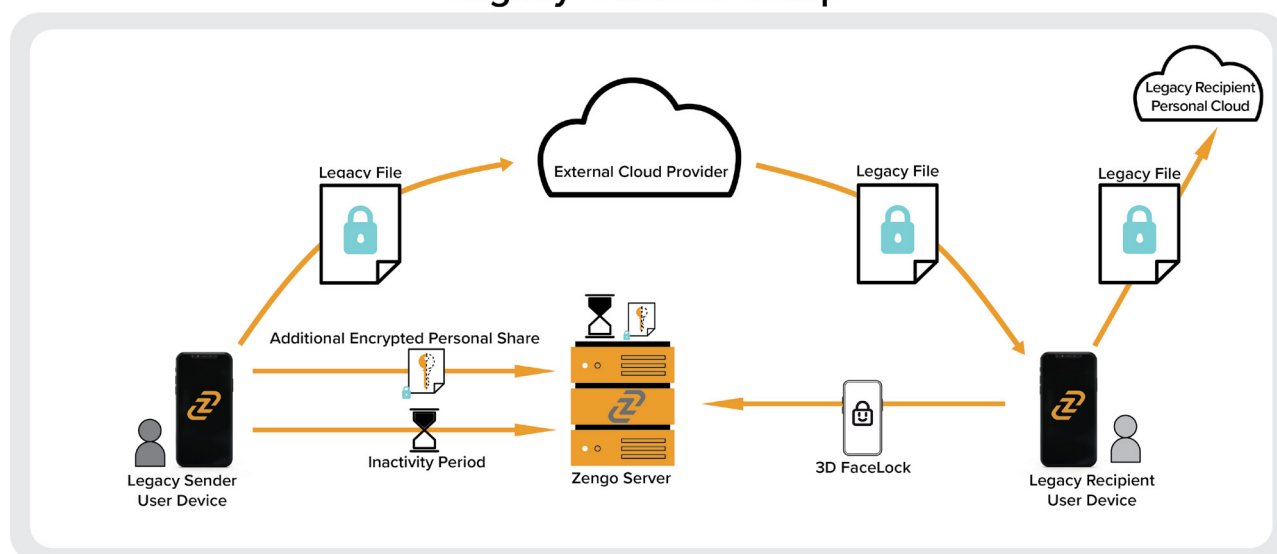 Legacy Recipient
Personal Cloud
External Cloud Provider
Legacy File
Legacy File
Legacy File
Additional Encrypted Personal Share
Inactivity Period
3D FaceLock
Zengo Server
Legacy Sender
User Device
Legacy Recipient
User Device